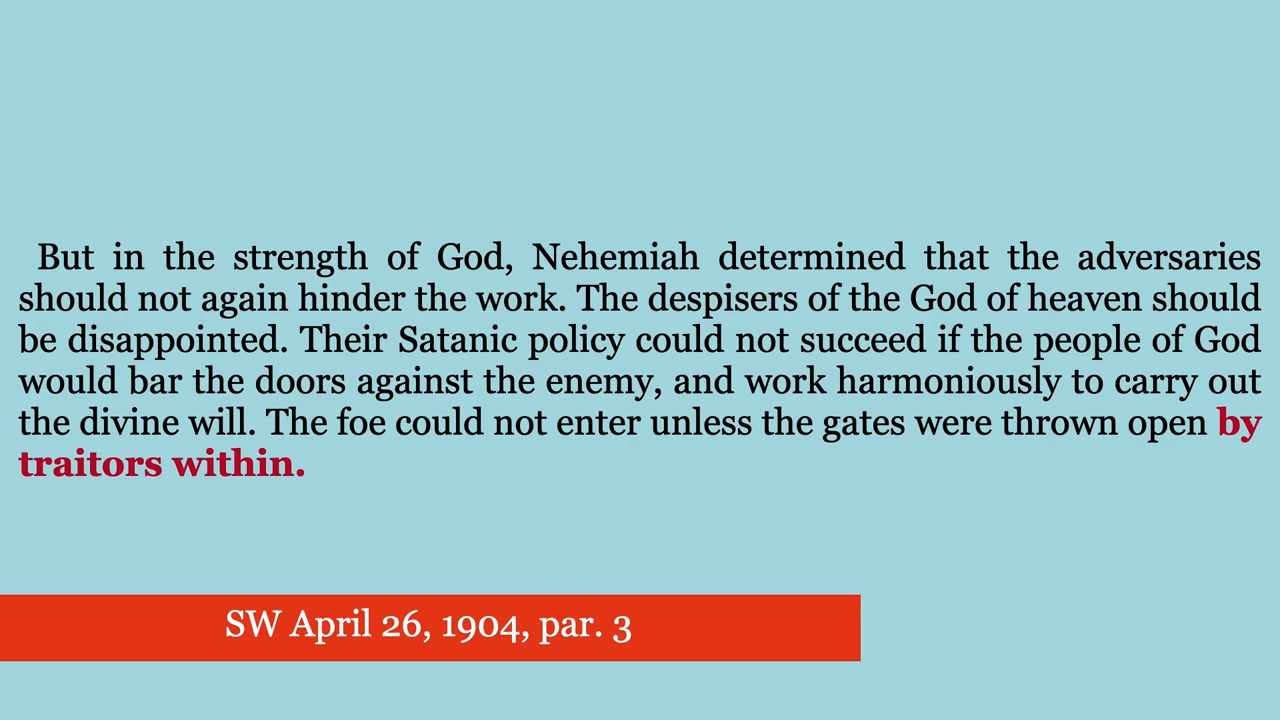 But in the strength of God, Nehemiah determined that the adversaries
should not again hinder the work. The despisers of the God of heaven should
be disappointed. Their Satanic policy could not succeed if the people of God
would bar the doors against the enemy, and work harmoniously to carry out
the divine will. The foe could not enter unless the gates were thrown open by
traitors within.
SW April 26, 1904, par. 3